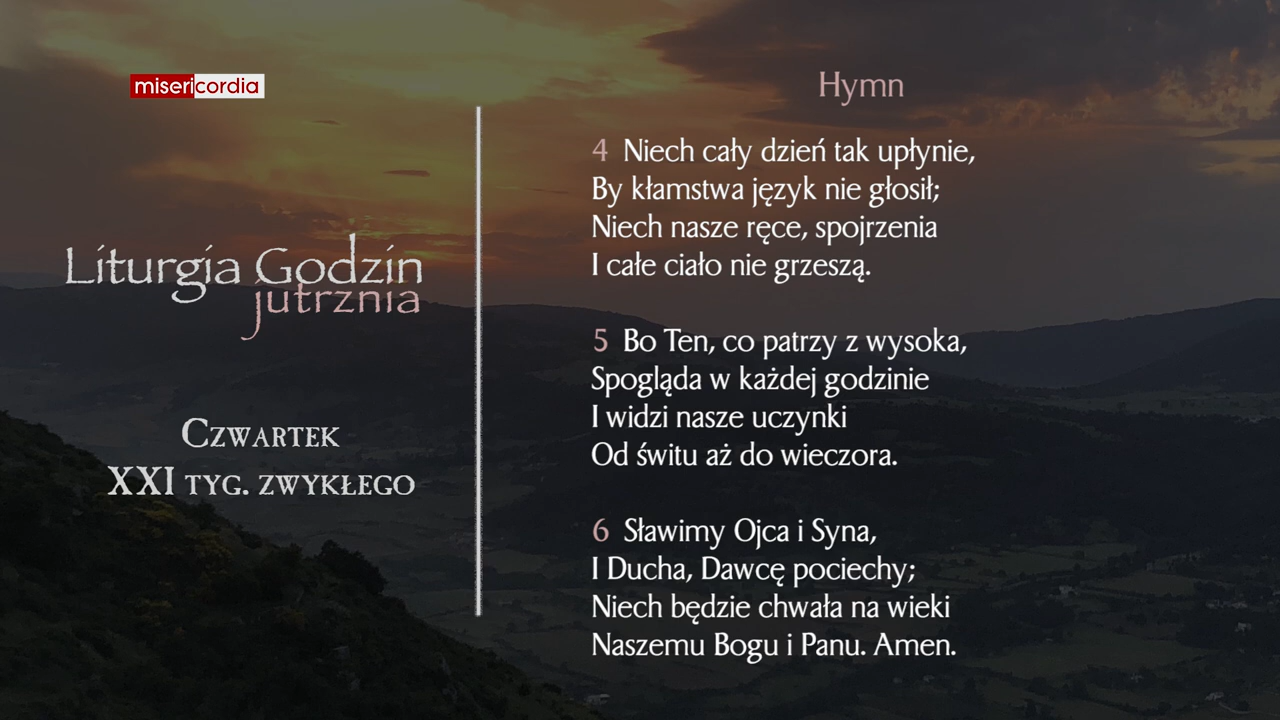 misericordia
Liturgia Godzin
jutrznia
Czwartek
XXI tyg. zwykłego
Hymn
4 Niech cały dzień tak upłynie,
By kłamstwa język nie głosił;
Niech nasze ręce, spojrzenia
I całe ciało nie grzeszą.
5 Bo Ten, co patrzy z wysoka,
Spogląda w każdej godzinie
I widzi nasze uczynki
Od świtu aż do wieczora.
6 Sławimy Ojca i Syna,
I Ducha, Dawcę pociechy;
Niech będzie chwała na wieki
Naszemu Bogu i Panu. Amen.